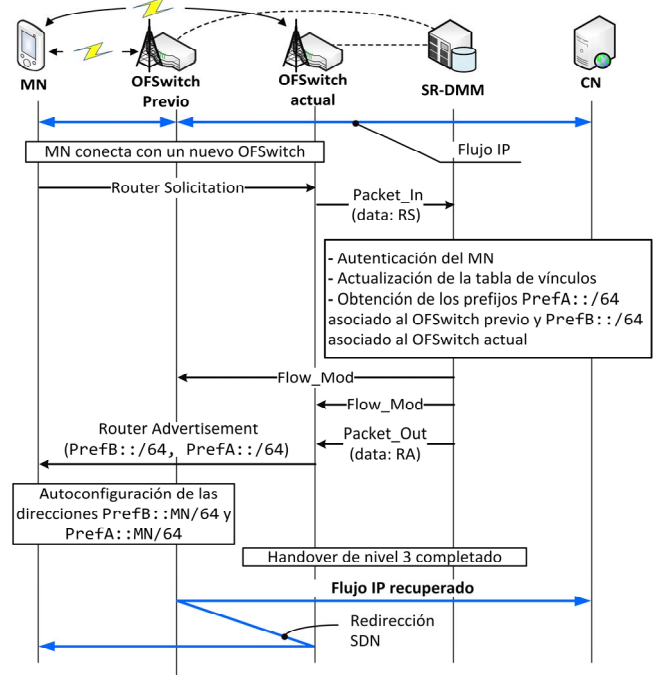 MN
OFSwitch
Previo
OFSwitch
actual
SR-DMM
CN
MN conecta con un nuevo OFSwitch
Flujo IP
Router Solicitation
Packet_In
(data: RS)
- Autenticación del MN
- Actualización de la tabla de vínculos
- Obtención de los prefijos PrefA::/64
asociado al OFSwitch previo y PrefB::/64
asociado al OFSwitch actual
Flow_Mod
Flow_Mod
Router Advertisement
(PrefB::/64, PrefA::/64)
Packet_Out
(data: RA)
Autoconfiguración de las
direcciones PrefB::MN/64 y
PrefA::MN/64
Handover de nivel 3 completado
Flujo IP recuperado
Redirección
SDN